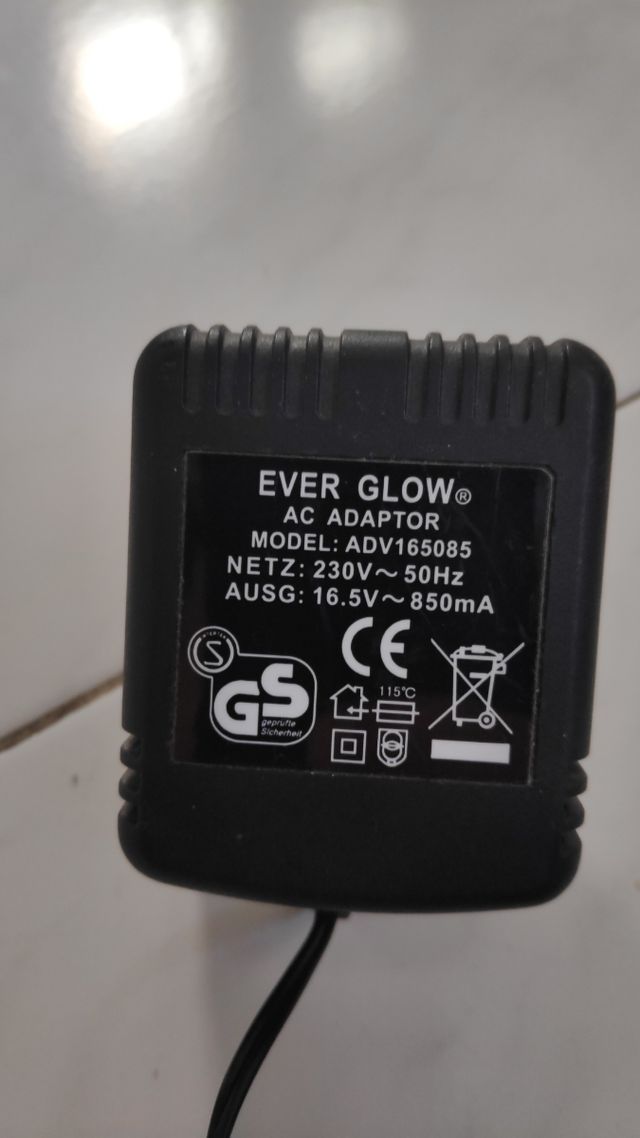 EVER GLOW®
AC ADAPTOR
MODEL: ADV165085
NETZ: 230V~50Hz
AUSG: 16.5V~850mA
CE
S
GS
geprüfte
Sicherheit
115°C